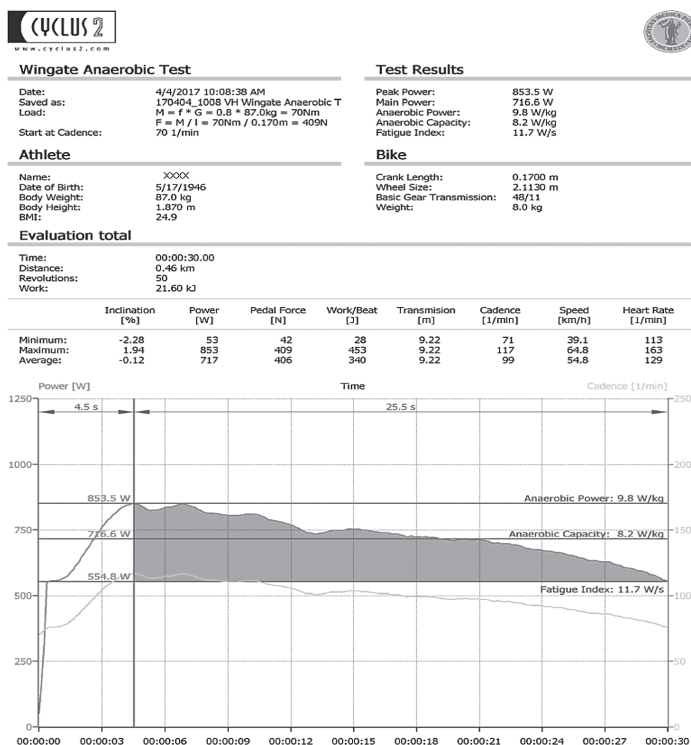 CYCLUS 2
www.cyclus2.com
Wingate Anaerobic Test
Date: 4/4/2017 10:08:38 AM
Saved as: 170404_1008 VH Wingate Anaerobic T
Load: M = f * G = 0.8 * 87.0kg = 70Nm
F = M / l = 70Nm / 0.170m = 409N
Start at Cadence: 70 1/min
Test Results
Peak Power: 853.5 W
Main Power: 716.6 W
Anaerobic Power: 9.8 W/kg
Anaerobic Capacity: 8.2 W/kg
Fatigue Index: 11.7 W/s
Athlete
Name: XXXX
Date of Birth: 5/17/1946
Body Weight: 87.0 kg
Body Height: 1.870 m
BMI: 24.9
Bike
Crank Length: 0.1700 m
Wheel Size: 2.1130 m
Basic Gear Transmission: 48/11
Weight: 8.0 kg
Evaluation total
Time: 00:00:30.00
Distance: 0.46 km
Revolutions: 50
Work: 21.60 kJ
Inclination Power Pedal Force Work/Beat Transmision Cadence Speed Heart Rate
[%] [W] [N] [J] [m] [1/min] [km/h] [1/min]
Minimum: -2.28 53 42 28 9.22 71 39.1 113
Maximum: 1.94 853 409 453 9.22 117 64.8 163
Average: -0.12 717 406 340 9.22 99 54.8 139
Power [W] Time Cadence [1/min]
1250 250
4.5 s 25.5 s
1000 200
853.5 W Anaerobic Power: 9.8 W/kg
750 150
716.6 W Anaerobic Capacity: 8.2 W/kg
554.8 W
Fatigue Index: 11.7 W/s
500 100
250 50
0 0
00:00:00 00:00:03 00:00:06 00:00:09 00:00:12 00:00:15 00:00:18 00:00:21 00:00:24 00:00:27 00:00:30